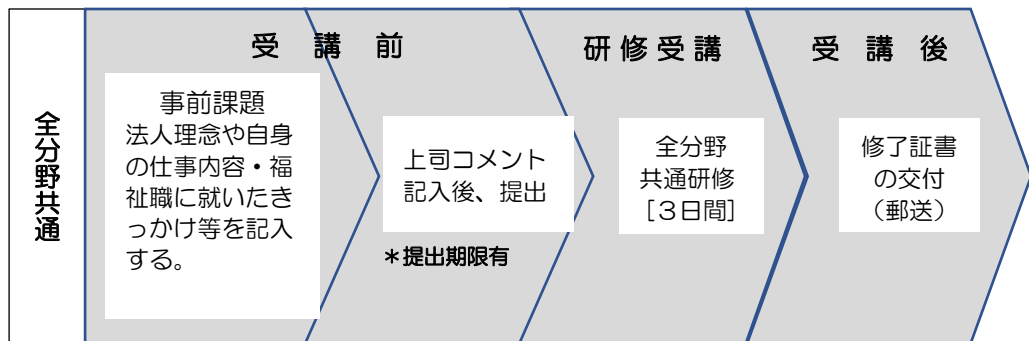 全分野共通
受 講 前
事前課題
法人理念や自身
の仕事内容・福
祉職に就いたき
っかけ等を記入
する。
上司コメント
記入後、提出
＊提出期限有
研修受講
全分野
共通研修
［３日間］
受 講 後
修了証書
の交付
（郵送）